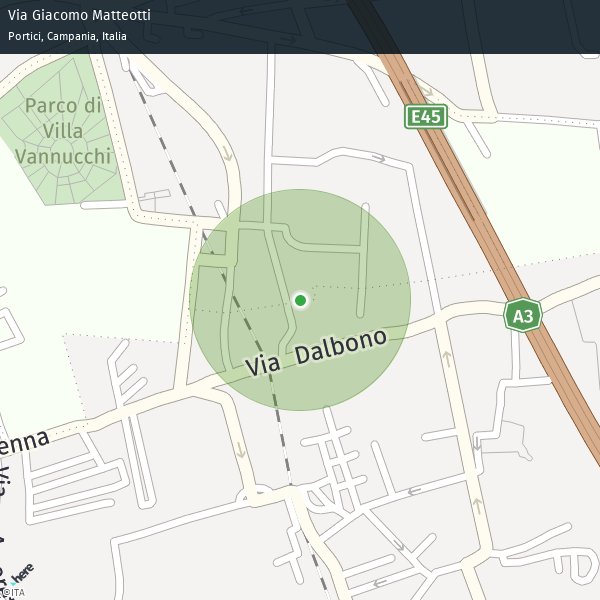 Via Giacomo Matteotti
Portici, Campania, Italia
E45
Parco di
Villa
Vannucchi
A3
Via Dalbono
enna
Via
A
here
©ITA